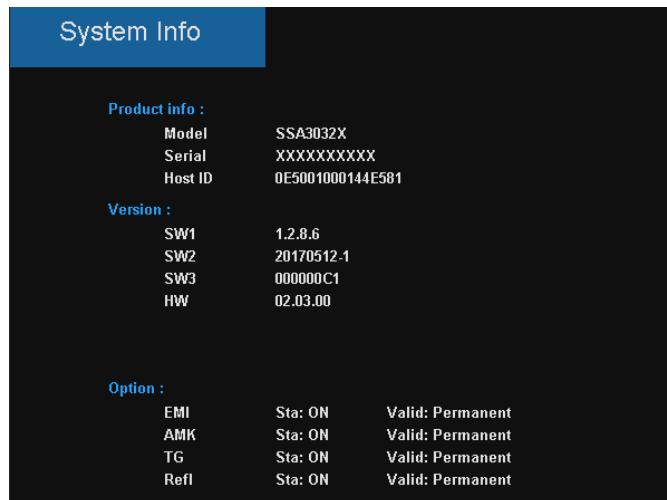 System Info
Product info :
Model SSA3032X
Serial XXXXXXXXXX
Host ID 0E5001000144E581
Version :
SW1 1.2.8.6
SW2 20170512-1
SW3 000000C1
HW 02.03.00
Option :
EMI Sta: ON Valid: Permanent
AMK Sta: ON Valid: Permanent
TG Sta: ON Valid: Permanent
Refl Sta: ON Valid: Permanent